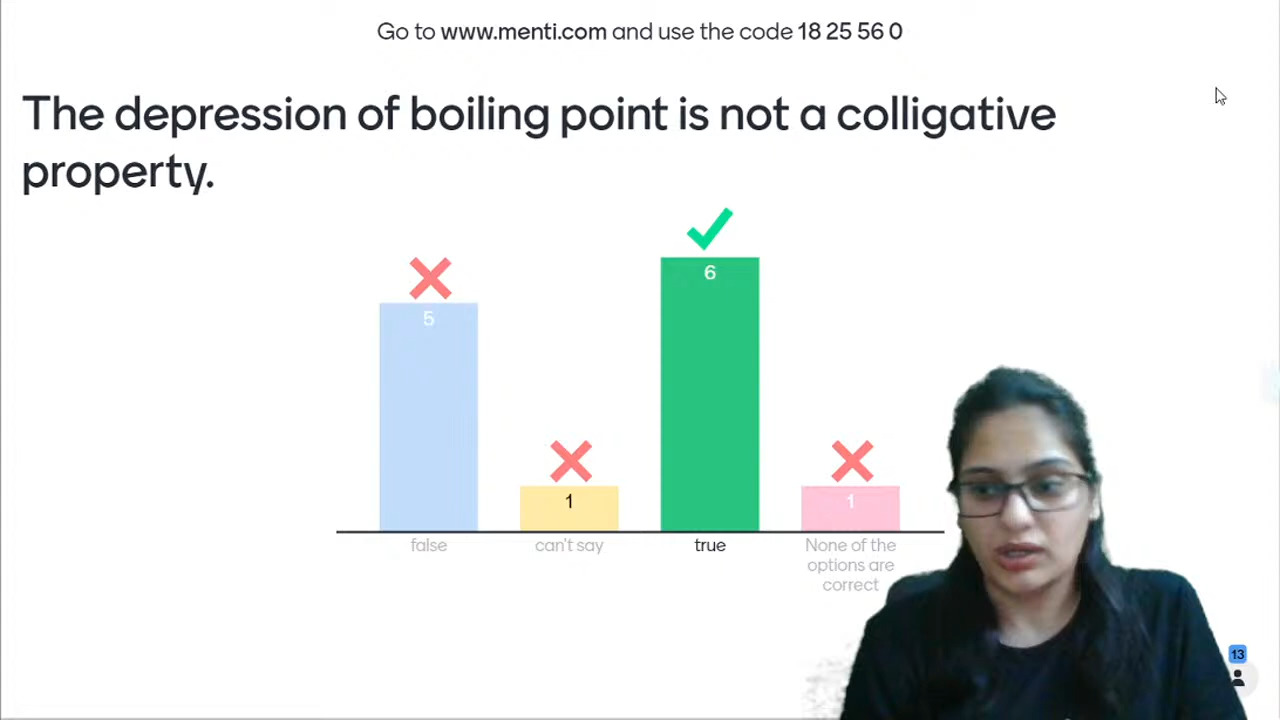 Go to www.menti.com and use the code 18 25 56 0
The depression of boiling point is not a colligative
property.
5
1
6
1
false
can't say
true
None of the
options are
correct
13